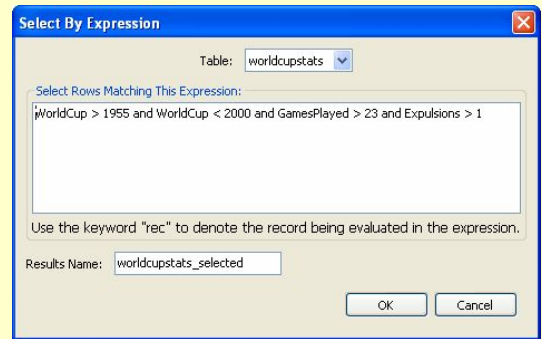 Select By Expression
Table: worldcupstats
Select Rows Matching This Expression:
WorldCup > 1955 and WorldCup < 2000 and GamesPlayed > 23 and Expulsions > 1
Use the keyword "rec" to denote the record being evaluated in the expression.
Results Name: worldcupstats_selected
OK Cancel